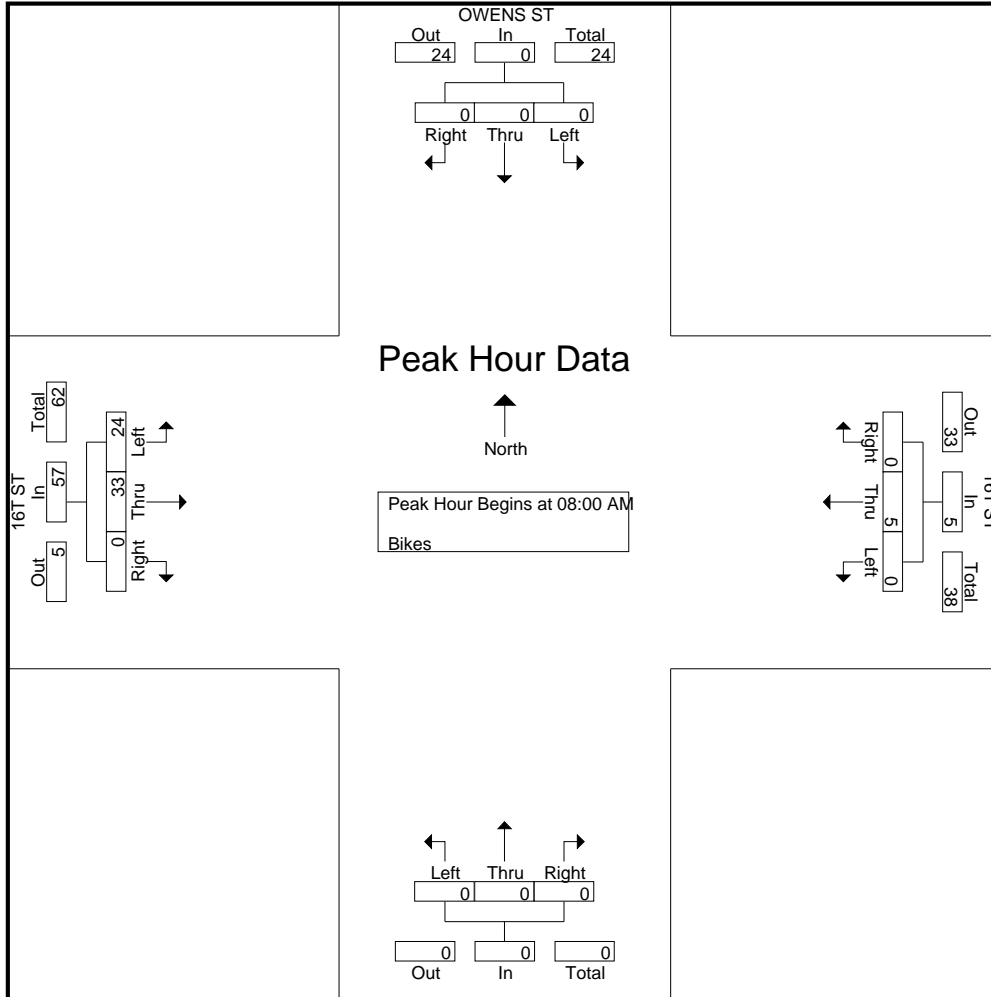 OWENS ST
Out In Total
24 0 24
0 0 0
Right Thru Left
Peak Hour Data
North
Peak Hour Begins at 08:00 AM
Bikes
16T ST
Total In Out
62 57 5
24 33 0
Left Thru Right
16T ST
Out In Total
33 5 38
0 5 0
Right Thru Left
Left Thru Right
0 0 0
0 0 0
Out In Total